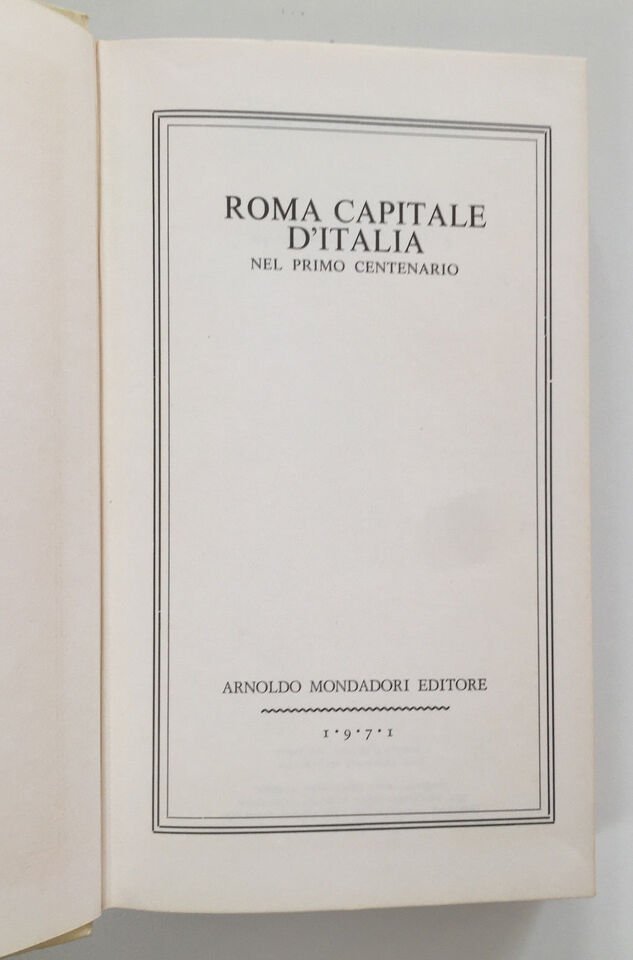 ROMA CAPITALE
D'ITALIA
NEL PRIMO CENTENARIO
ARNOLDO MONDADORI EDITORE
1·9·7·1